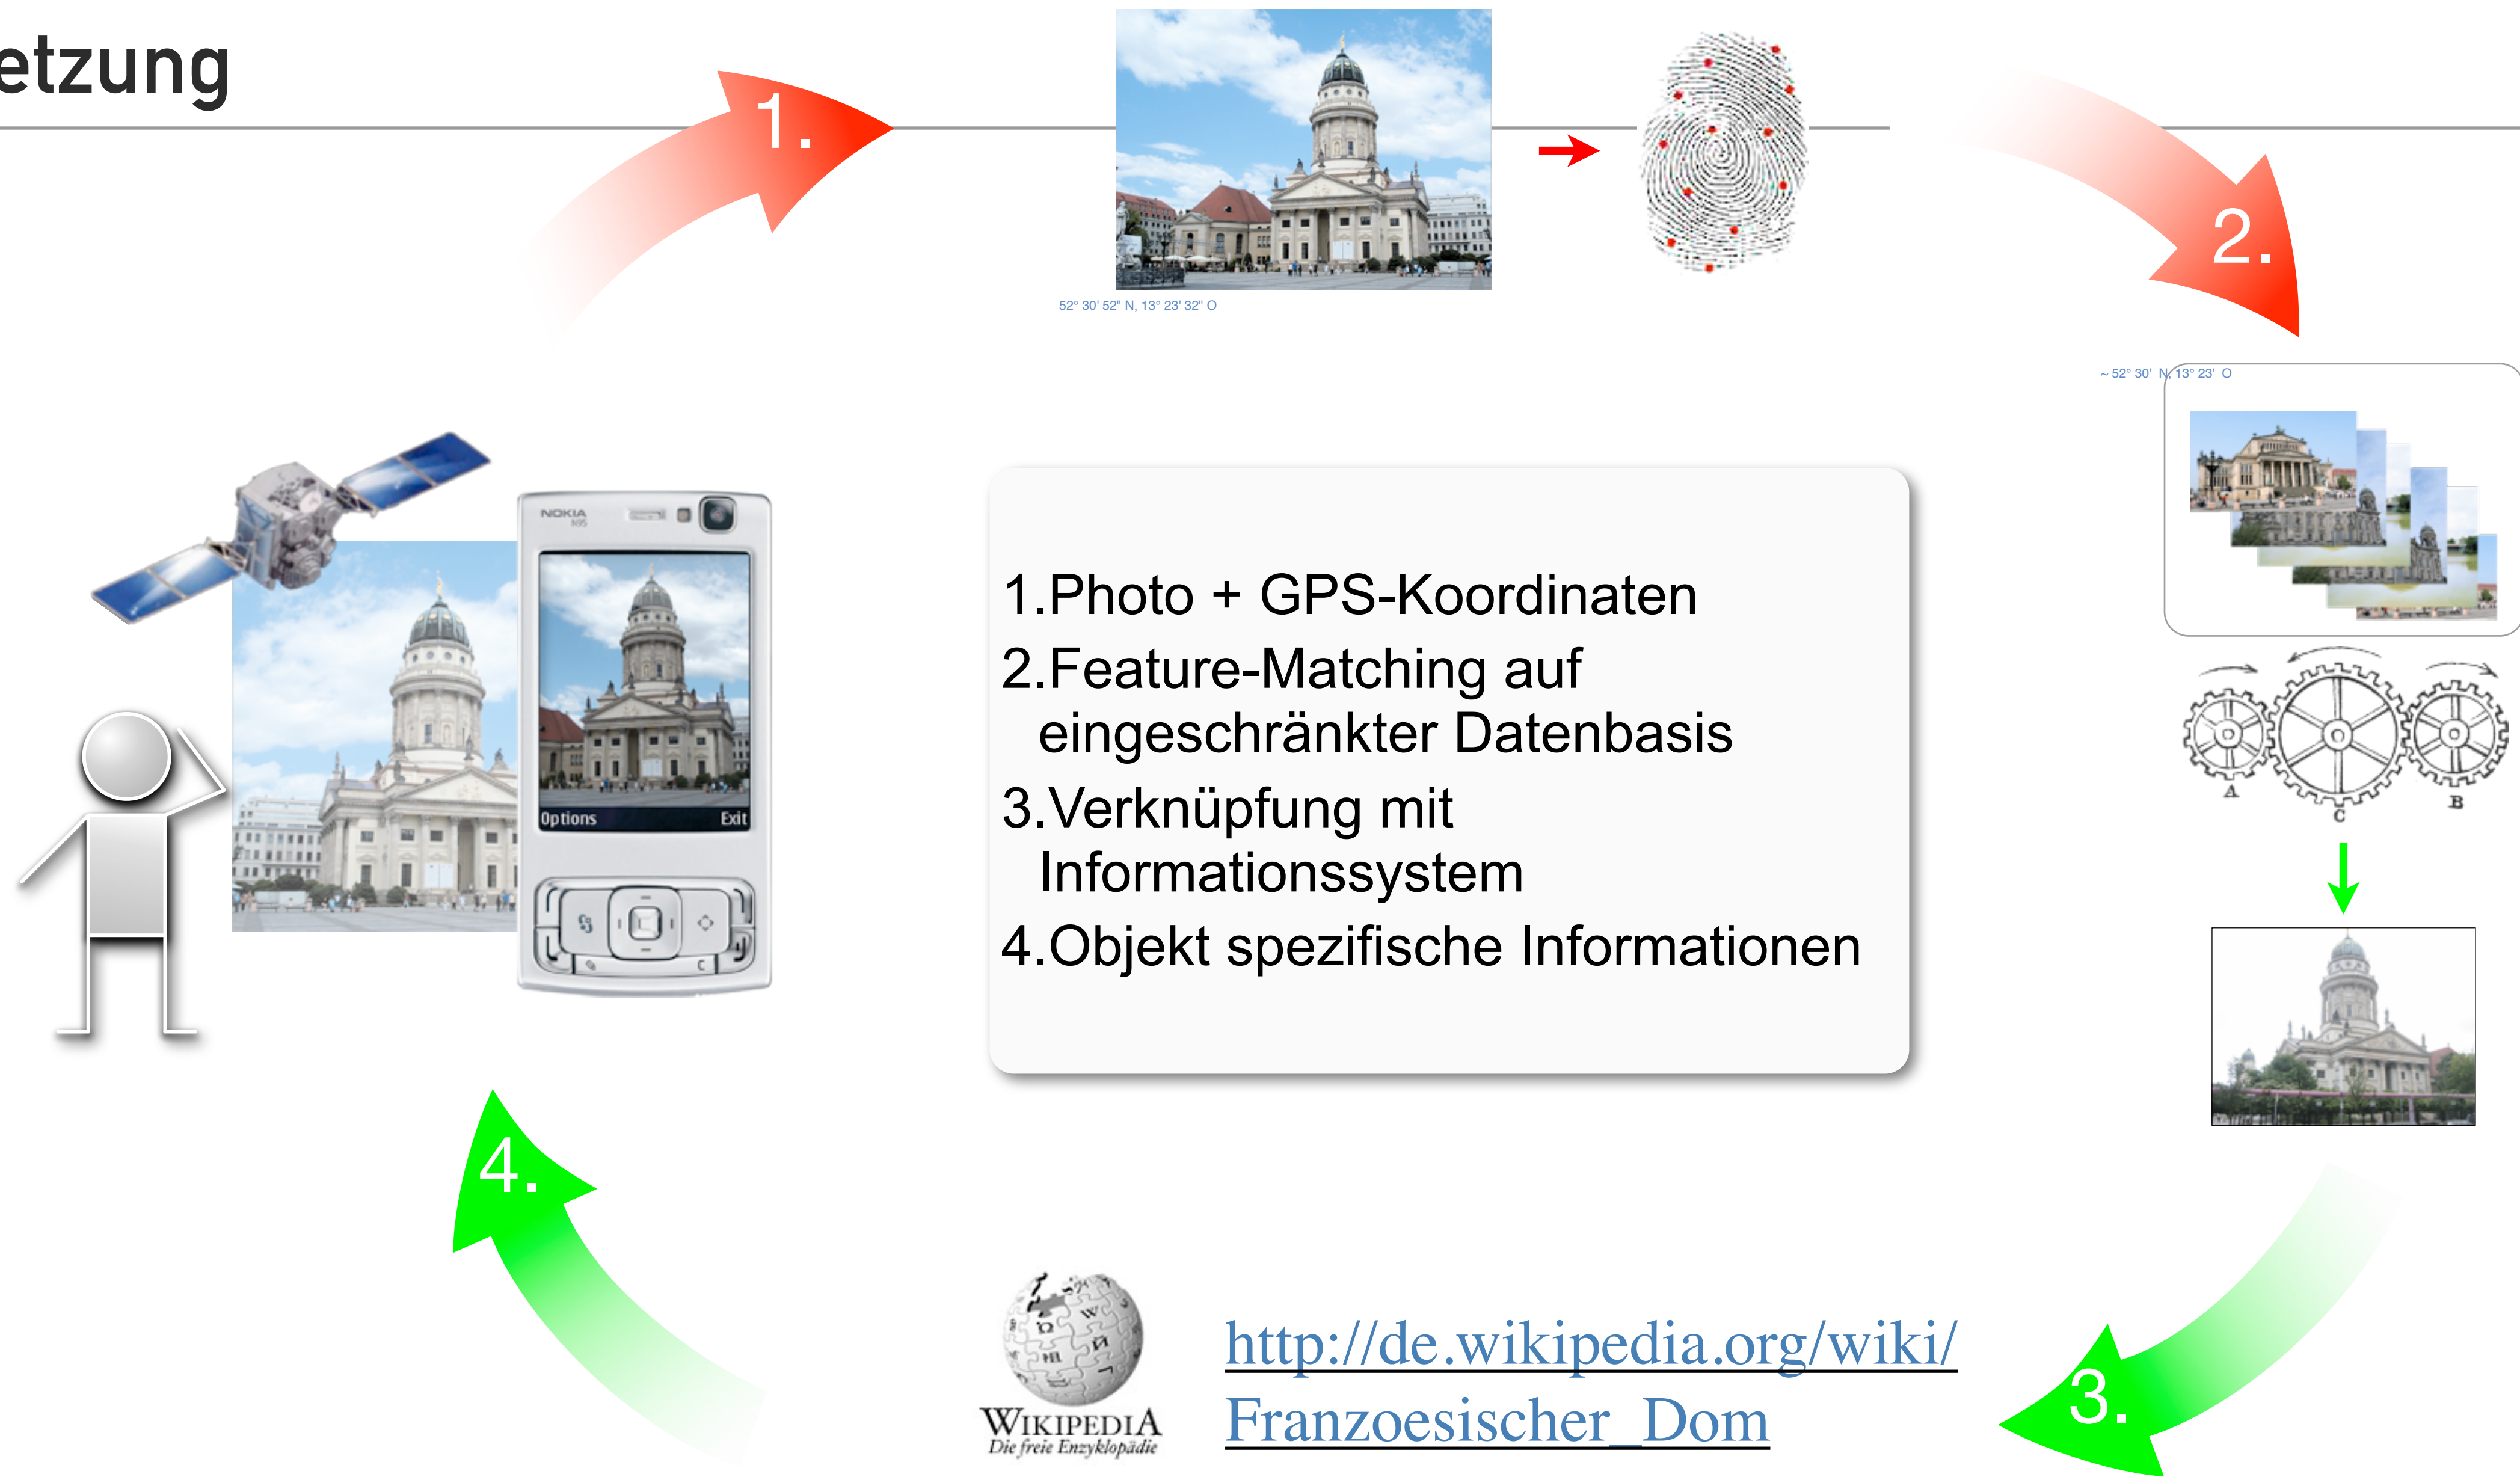 etzung
1.
52° 30' 52" N, 13° 23' 32" O
2.
~ 52° 30' N, 13° 23' O
NOKIA
N95
Options Exit
C
1.Photo + GPS-Koordinaten
2.Feature-Matching auf
eingeschränkter Datenbasis
3.Verknüpfung mit
Informationssystem
4.Objekt spezifische Informationen
A
C
B
4.
WIKIPEDIA
Die freie Enzyklopädie
http://de.wikipedia.org/wiki/
Franzoesischer_Dom
3.